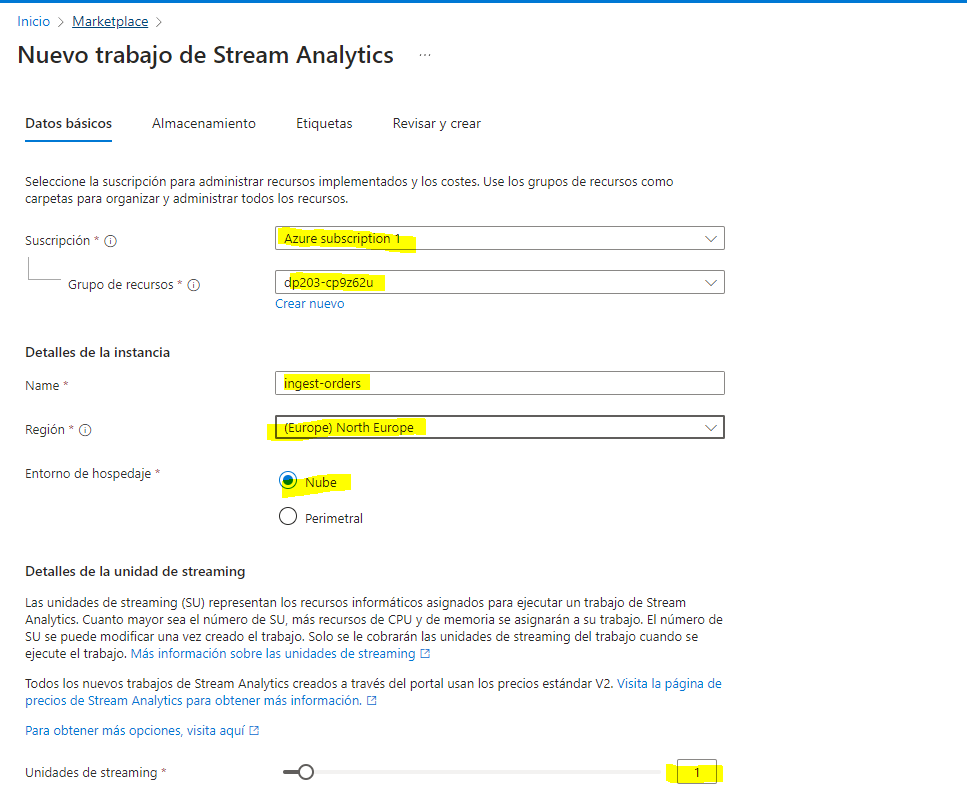 Inicio > Marketplace >
Nuevo trabajo de Stream Analytics ...
Datos básicos Almacenamiento Etiquetas Revisar y crear
Seleccione la suscripción para administrar recursos implementados y los costes. Use los grupos de recursos como
carpetas para organizar y administrar todos los recursos.
Suscripción * Azure subscription 1
Grupo de recursos * dp203-cp9z62u
Crear nuevo
Detalles de la instancia
Name * ingest-orders
Región * (Europe) North Europe
Entorno de hospedaje * Nube
Perimetral
Detalles de la unidad de streaming
Las unidades de streaming (SU) representan los recursos informáticos asignados para ejecutar un trabajo de Stream
Analytics. Cuanto mayor sea el número de SU, más recursos de CPU y de memoria se asignarán a su trabajo. El número de
SU se puede modificar una vez creado el trabajo. Solo se le cobrarán las unidades de streaming del trabajo cuando se
ejecute el trabajo. Más información sobre las unidades de streaming
Todos los nuevos trabajos de Stream Analytics creados a través del portal usan los precios estándar V2. Visita la página de
precios de Stream Analytics para obtener más información.
Para obtener más opciones, visita aquí
Unidades de streaming * 1